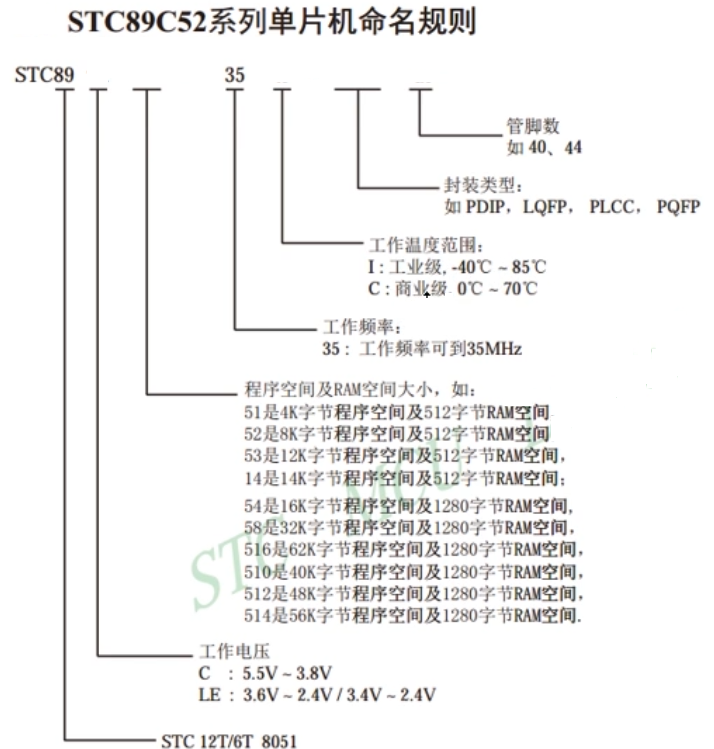 STC89C52系列单片机命名规则
STC89 35
管脚数
如 40、44
封装类型：
如 PDIP，LQFP， PLCC， PQFP
工作温度范围：
I：工业级, -40℃ ~ 85℃
C：商业级 0℃ ~ 70℃
工作频率：
35： 工作频率可到35MHz
程序空间及RAM空间大小，如：
51是4K字节程序空间及512字节RAM空间
52是8K字节程序空间及512字节RAM空间
53是12K字节程序空间及512字节RAM空间，
14是14K字节程序空间及512字节RAM空间；
54是16K字节程序空间及1280字节RAM空间，
58是32K字节程序空间及1280字节RAM空间，
516是62K字节程序空间及1280字节RAM空间，
510是40K字节程序空间及1280字节RAM空间，
512是48K字节程序空间及1280字节RAM空间，
514是56K字节程序空间及1280字节RAM空间.
STC MCU
工作电压
C ： 5.5V ~ 3.8V
LE： 3.6V ~ 2.4V / 3.4V ~ 2.4V
STC 12T/6T 8051